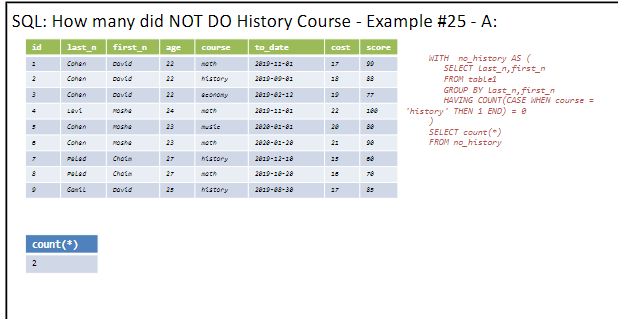 SQL: How many did NOT DO History Course - Example #25 - A:
id last_n first_n age course to_date cost score
1 Cohen David 22 math 2019-11-01 17 99
2 Cohen David 22 history 2019-09-01 18 88
3 Cohen David 22 economy 2019-02-12 19 77
4 Levi Moshe 24 math 2019-11-01 22 100
5 Cohen Moshe 23 music 2020-01-01 20 80
6 Cohen Moshe 23 math 2020-01-20 21 90
7 Peled Chaim 27 history 2019-12-10 15 60
8 Peled Chaim 27 math 2019-10-20 16 70
9 Gamil David 25 history 2019-08-30 17 85
WITH no_history AS (
SELECT last_n,first_n
FROM table1
GROUP BY last_n,first_n
HAVING COUNT(CASE WHEN course =
'history' THEN 1 END) = 0
)
SELECT count(*)
FROM no_history
count(*)
2